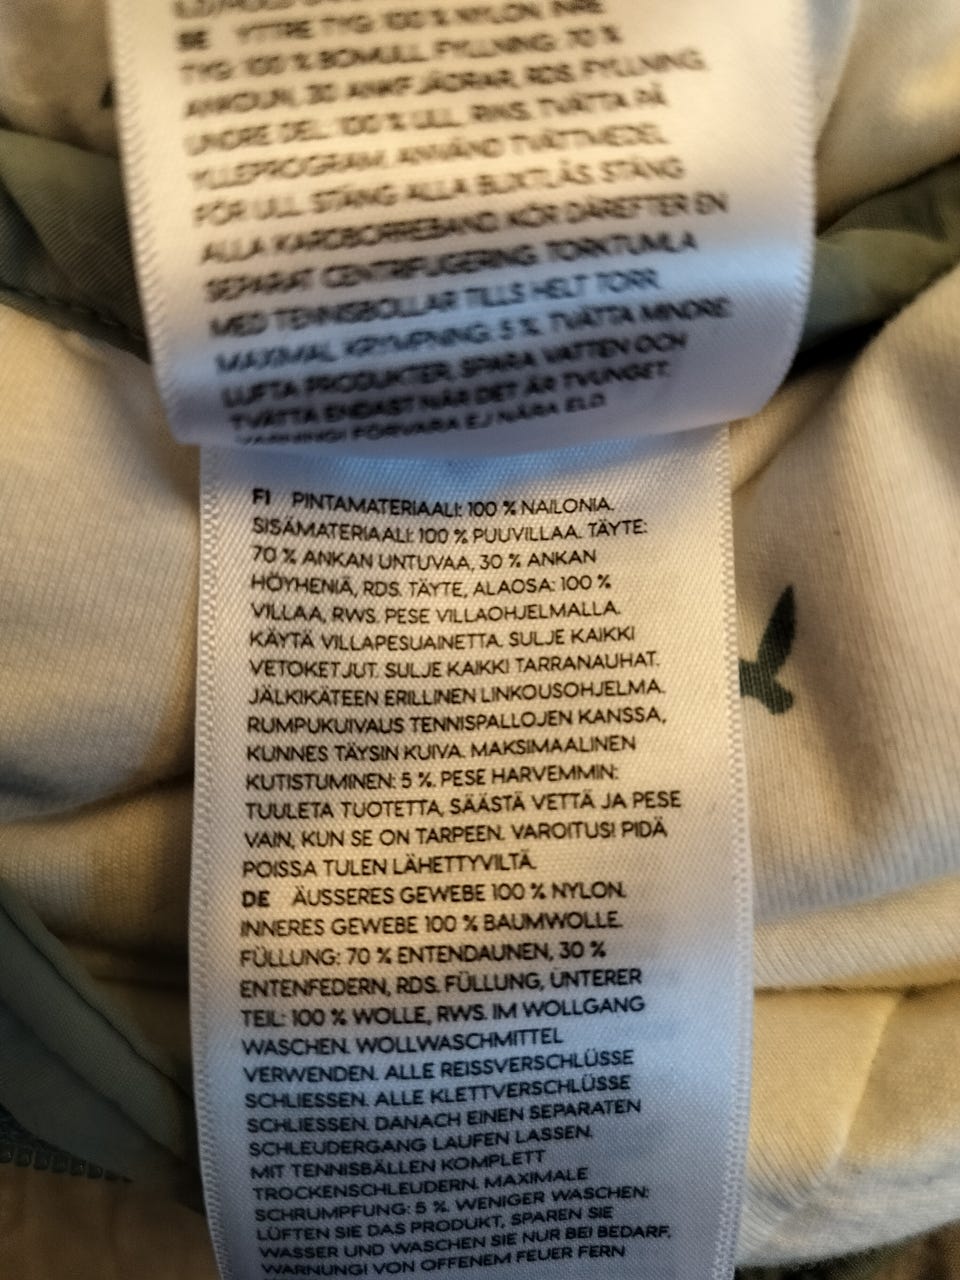 SE YTTRE TYG: 100 % NYLON. INRE
TYG: 100 % BOMULL. FYLLNING: 70 %
ANKDUN, 30 ANKFJÄDRAR, RDS. FYLLNING,
UNDRE DEL: 100 % ULL, RWS. TVÄTTA PÅ
YLLEPROGRAM. ANVÄND TVÄTTMEDEL
FÖR ULL. STÄNG ALLA BLIXTLÅS. STÄNG
ALLA KARDBORREBAND. KÖR DÄREFTER EN
SEPARAT CENTRIFUGERING. TORKTUMLA
MED TENNISBOLLAR TILLS HELT TORR.
MAXIMAL KRYMPNING: 5 %. TVÄTTA MINDRE:
LUFTA PRODUKTER, SPARA VATTEN OCH
TVÄTTA ENDAST NÄR DET ÄR TVUNGET.
VARNING! FÖRVARA EJ NÄRA ELD
FI PINTAMATERIAALI: 100 % NAILONIA.
SISÄMATERIAALI: 100 % PUUVILLAA. TÄYTE:
70 % ANKAN UNTUVAA, 30 % ANKAN
HÖYHENIÄ, RDS. TÄYTE, ALAOSA: 100 %
VILLAA, RWS. PESE VILLAOHJELMALLA.
KÄYTÄ VILLAPESUAINETTA. SULJE KAIKKI
VETOKETJUT. SULJE KAIKKI TARRANAUHAT.
JÄLKIKÄTEEN ERILLINEN LINKOUSOHJELMA.
RUMPUKUIVAUS TENNISPALLOJEN KANSSA,
KUNNES TÄYSIN KUIVA. MAKSIMAALINEN
KUTISTUMINEN: 5 %. PESE HARVEMMIN:
TUULETA TUOTETTA, SÄÄSTÄ VETTÄ JA PESE
VAIN, KUN SE ON TARPEEN. VAROITUS! PIDÄ
POISSA TULEN LÄHETTYVILTÄ.
DE ÄUSSERES GEWEBE 100 % NYLON.
INNERES GEWEBE 100 % BAUMWOLLE.
FÜLLUNG: 70 % ENTENDAUNEN, 30 %
ENTENFEDERN, RDS. FÜLLUNG, UNTERER
TEIL: 100 % WOLLE, RWS. IM WOLLGANG
WASCHEN. WOLLWASCHMITTEL
VERWENDEN. ALLE REISSVERSCHLÜSSE
SCHLIESSEN. ALLE KLETTVERSCHLÜSSE
SCHLIESSEN. DANACH EINEN SEPARATEN
SCHLEUDERGANG LAUFEN LASSEN.
MIT TENNISBÄLLEN KOMPLETT
TROCKENSCHLEUDERN. MAXIMALE
SCHRUMPFUNG: 5 %. WENIGER WASCHEN:
LÜFTEN SIE DAS PRODUKT, SPAREN SIE
WASSER UND WASCHEN SIE NUR BEI BEDARF.
WARNUNG! VON OFFENEM FEUER FERN